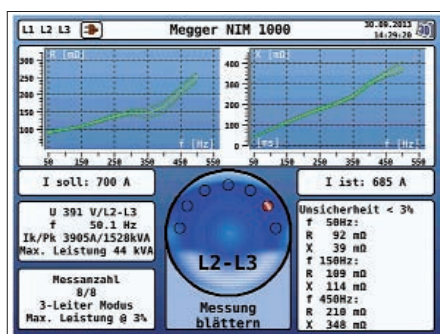 L1 L2 L3
Megger NIM 1000
30.09.2013
14:29:20
R [mΩ]
300
250
200
150
100
f [Hz]
50 150 250 350 450 550
X [mΩ]
400
300
200
100
0
[ms]
f [Hz]
50 150 250 350 450 550
I soll: 700 A
I ist: 685 A
U 391 V/L2-L3
f 50.1 Hz
Ik/Pk 3905A/1528kVA
Max. Leistung 44 kVA
Messanzahl
8/8
3-Leiter Modus
Max. Leistung @ 3%
L2-L3
Messung
blättern
Unsicherheit < 3%
f 50Hz:
R 92 mΩ
X 39 mΩ
f 150Hz:
R 109 mΩ
X 114 mΩ
f 450Hz:
R 210 mΩ
X 348 mΩ